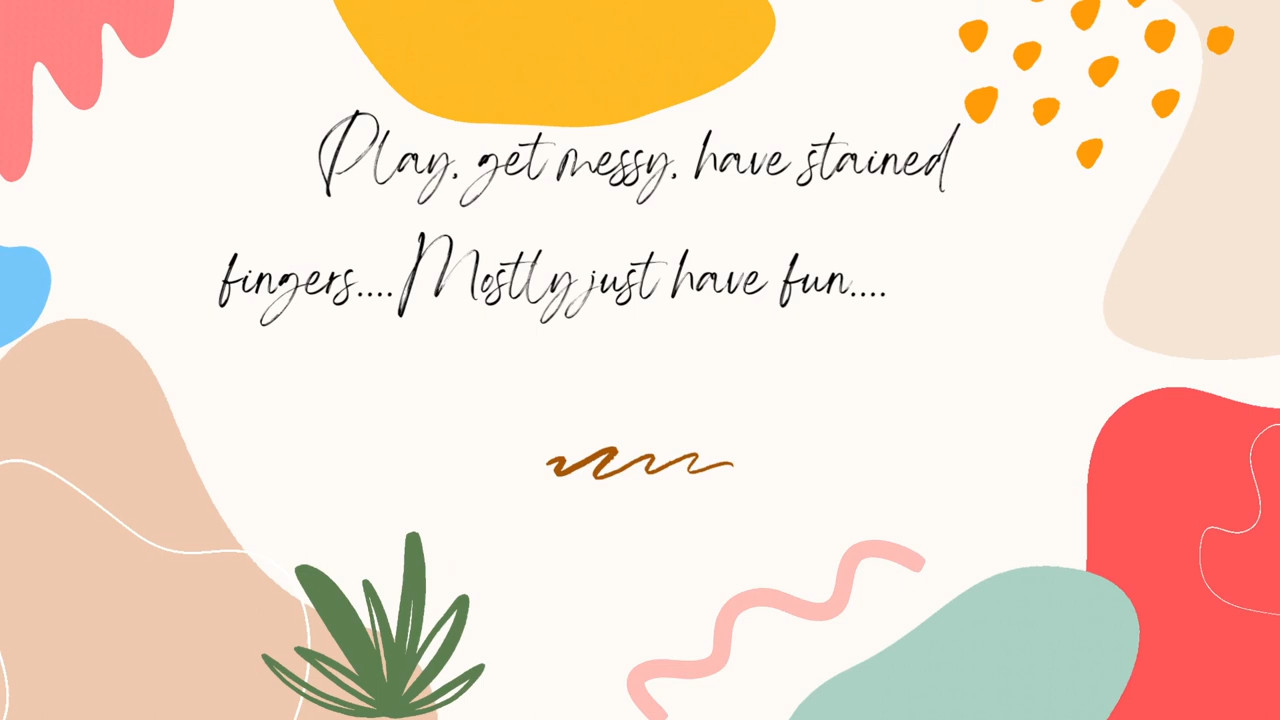 Play, get messy, have stained
fingers....Mostly just have fun....